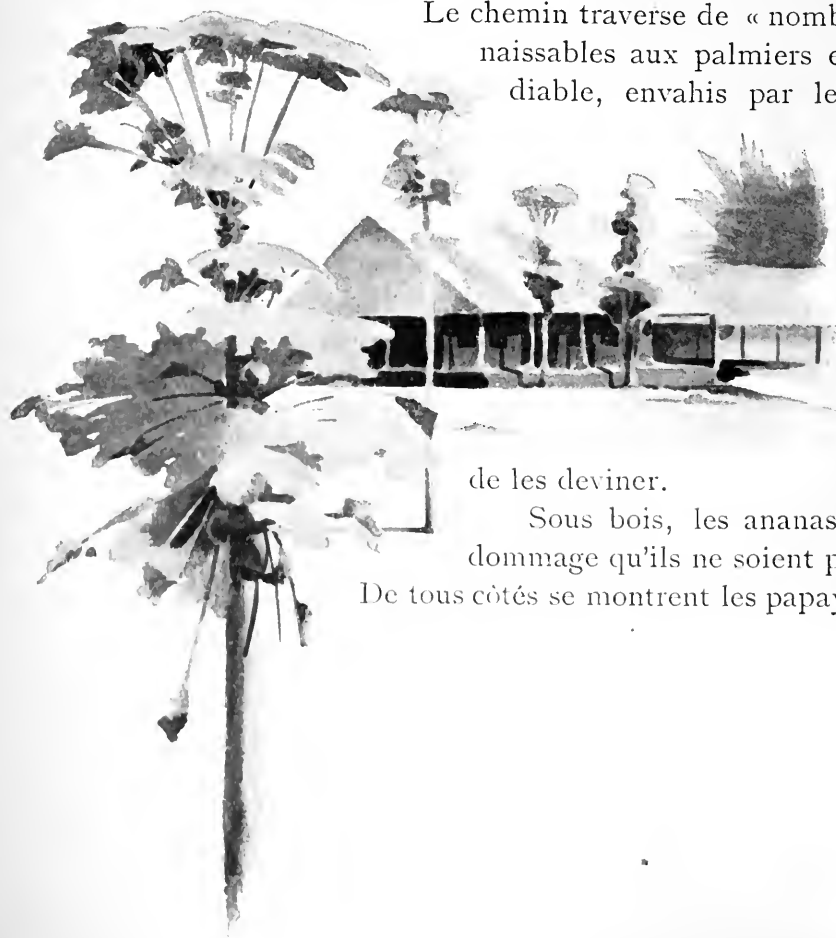 Le chemin traverse de « nomb
naissables aux palmiers e
diable, envahis par le
de les deviner.
Sous bois, les ananas
dommage qu'ils ne soient p
De tous côtés se montrent les papay